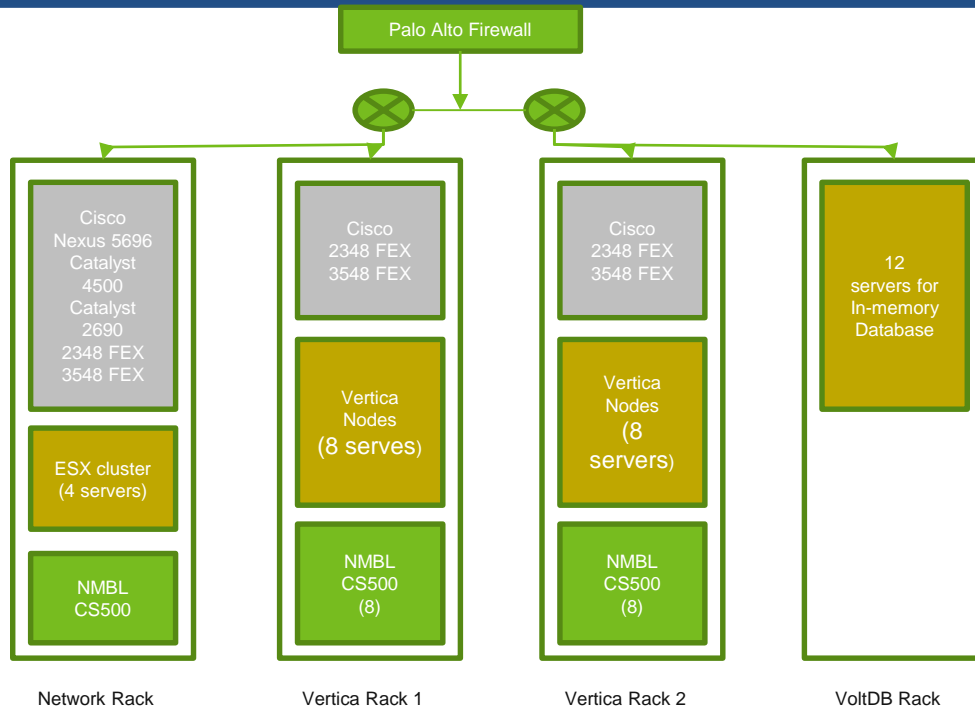 Palo Alto Firewall
Cisco
Nexus 5696
Catalyst
4500
Catalyst
2690
2348 FEX
3548 FEX
ESX cluster
(4 servers)
NMBL
CS500
Network Rack
Cisco
2348 FEX
3548 FEX
Vertica
Nodes
(8 serves)
NMBL
CS500
(8)
Vertica Rack 1
Cisco
2348 FEX
3548 FEX
Vertica
Nodes
(8
servers)
NMBL
CS500
(8)
Vertica Rack 2
12
servers for
In-memory
Database
VoltDB Rack